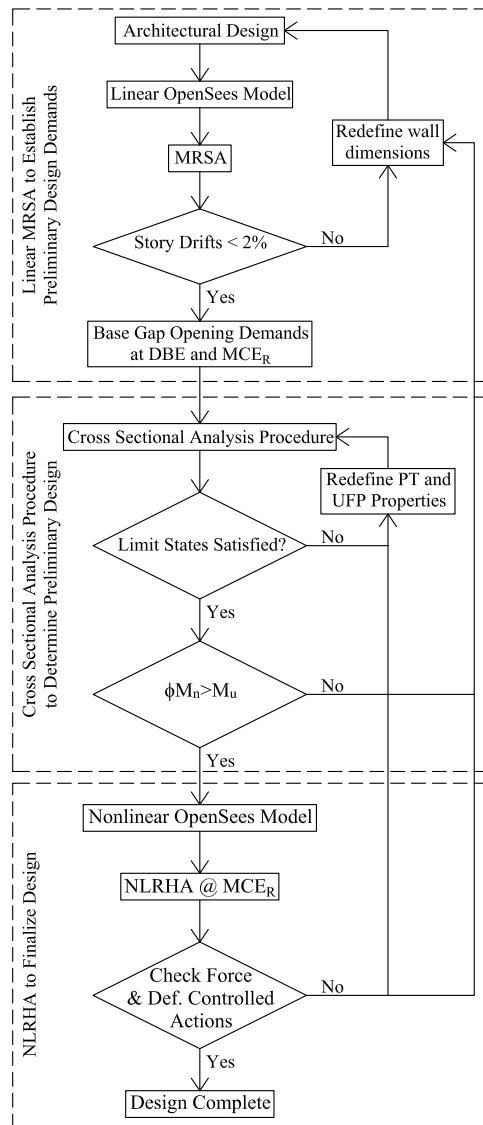 Linear MRSA to Establish
Preliminary Design Demands
Architectural Design
Linear OpenSees Model
Redefine wall
dimensions
MRSA
Story Drifts < 2%
No
Yes
Base Gap Opening Demands
at DBE and MCE_R
Cross Sectional Analysis Procedure
to Determine Preliminary Design
Cross Sectional Analysis Procedure
Redefine PT and
UFP Properties
Limit States Satisfied?
No
Yes
ϕMₙ>Mᵤ
No
Yes
NLRHA to Finalize Design
Nonlinear OpenSees Model
NLRHA @ MCE_R
Check Force
& Def. Controlled
Actions
No
Yes
Design Complete